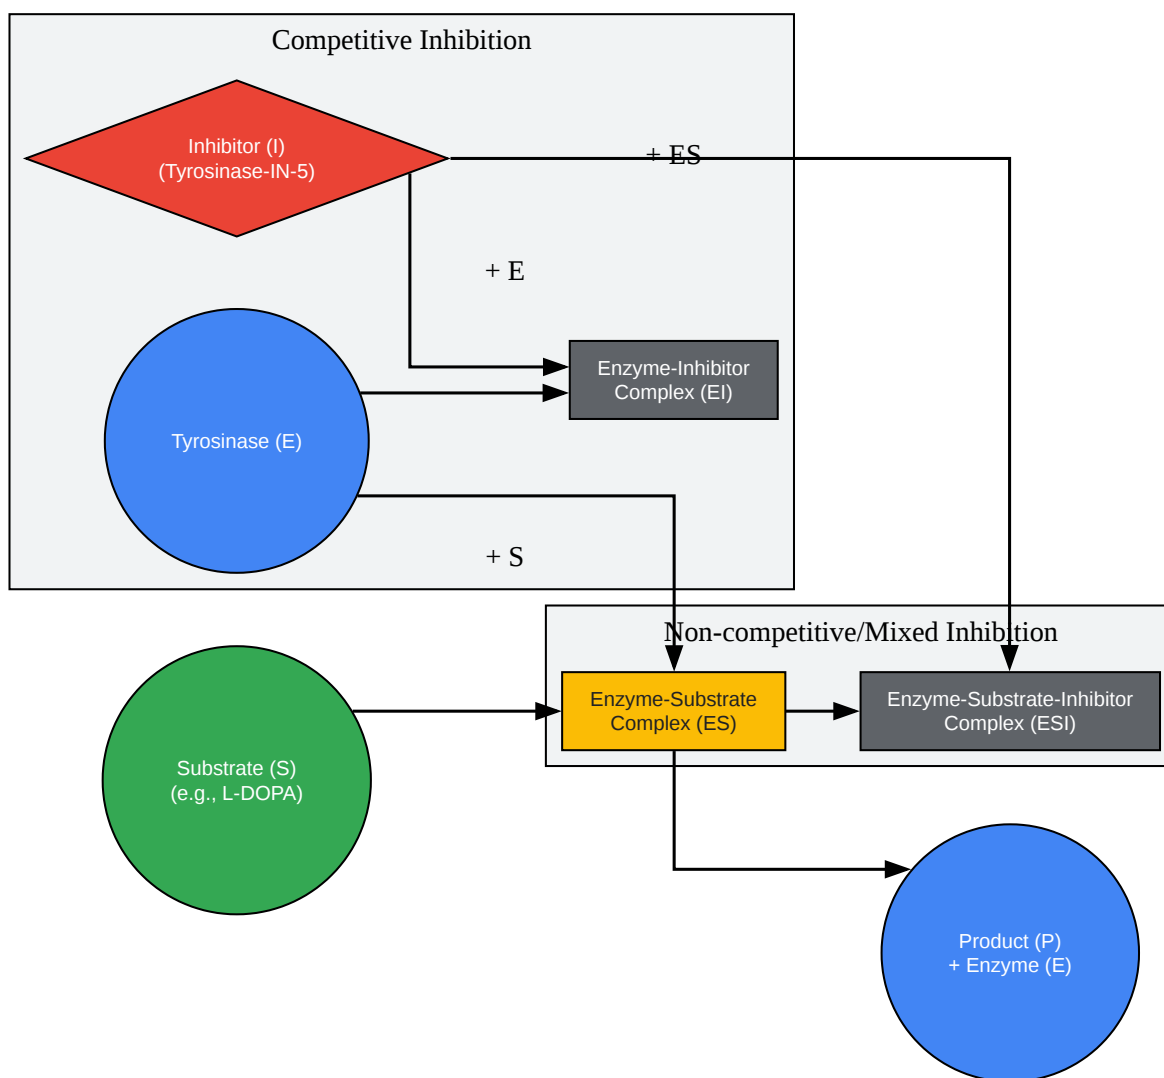 Competitive Inhibition
Inhibitor (I)
(Tyrosinase-IN-5)
+ ES
+ E
Enzyme-Inhibitor
Complex (EI)
Tyrosinase (E)
+ S
Non-competitive/Mixed Inhibition
Enzyme-Substrate
Complex (ES)
Enzyme-Substrate-Inhibitor
Complex (ESI)
Substrate (S)
(e.g., L-DOPA)
Product (P)
+ Enzyme (E)